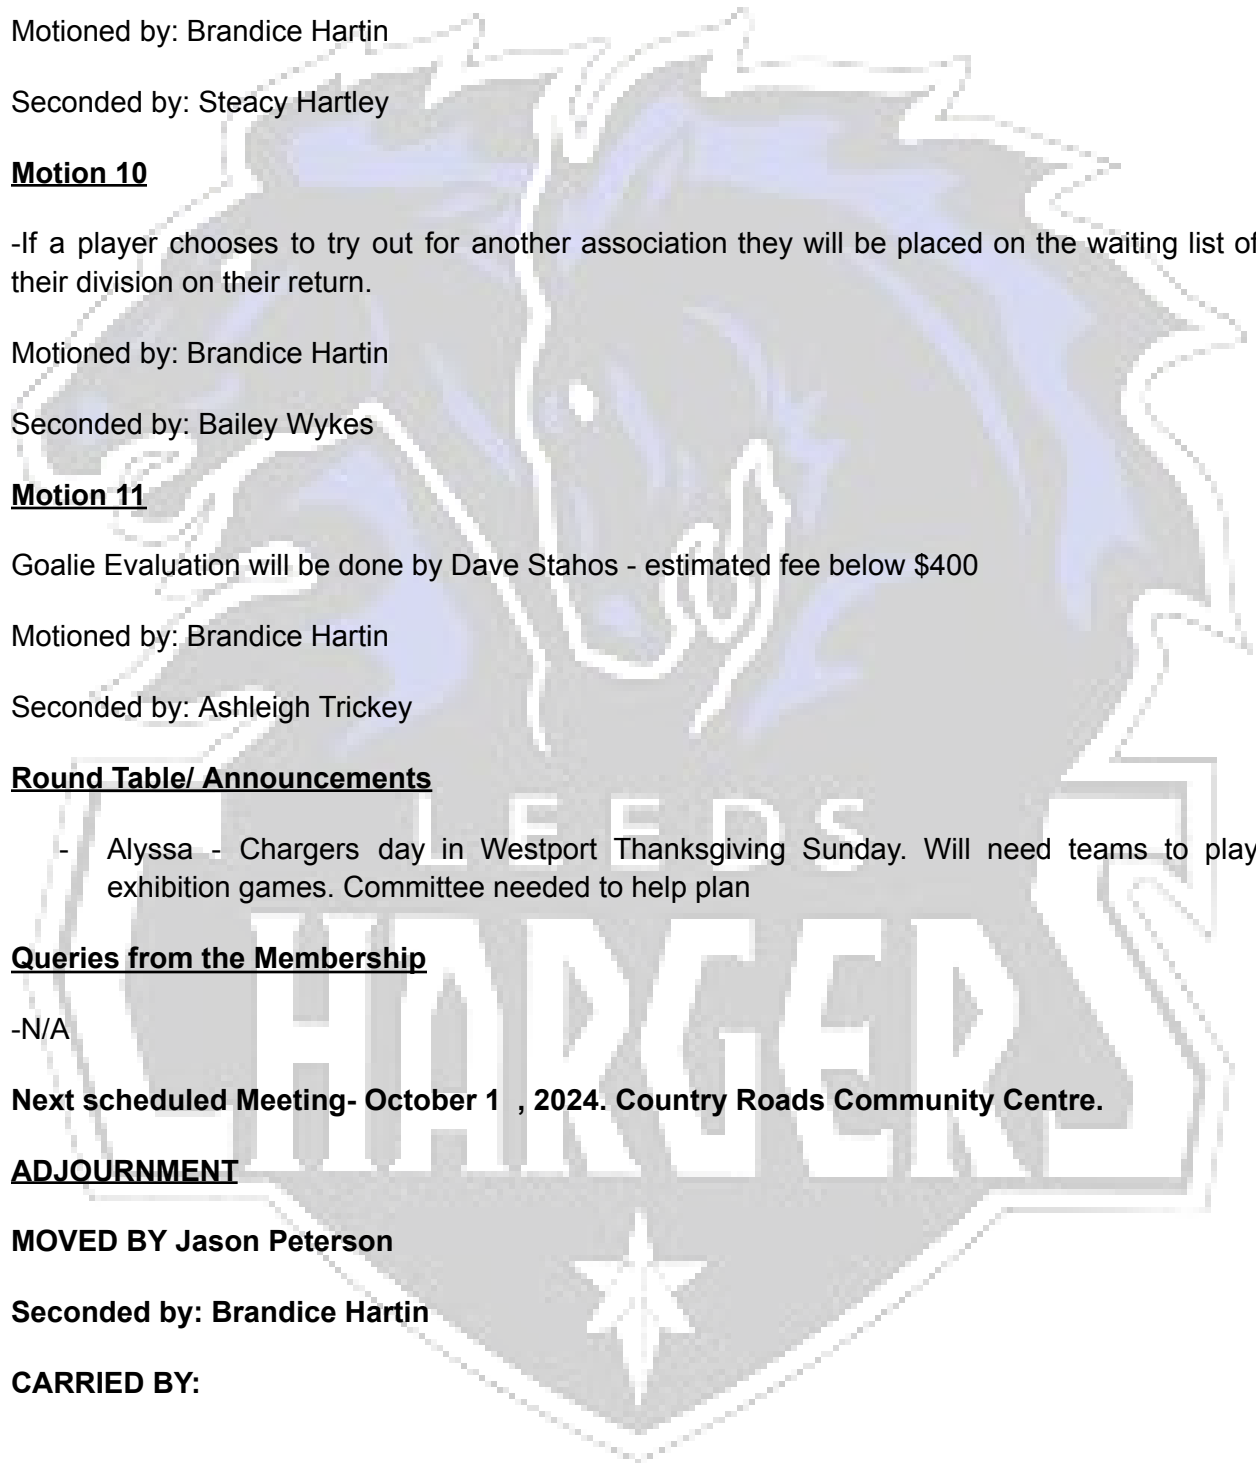 Motioned by: Brandice Hartin
Seconded by: Steacy Hartley
Motion 10
-If a player chooses to try out for another association they will be placed on the waiting list of
their division on their return.
Motioned by: Brandice Hartin
Seconded by: Bailey Wykes
Motion 11
Goalie Evaluation will be done by Dave Stahos - estimated fee below $400
Motioned by: Brandice Hartin
Seconded by: Ashleigh Trickey
Round Table/ Announcements
LEEDS
- Alyssa - Chargers day in Westport Thanksgiving Sunday. Will need teams to play
exhibition games. Committee needed to help plan
CHARGERS
Queries from the Membership
-N/A
Next scheduled Meeting- October 1 , 2024. Country Roads Community Centre.
ADJOURNMENT
MOVED BY Jason Peterson
Seconded by: Brandice Hartin
CARRIED BY: